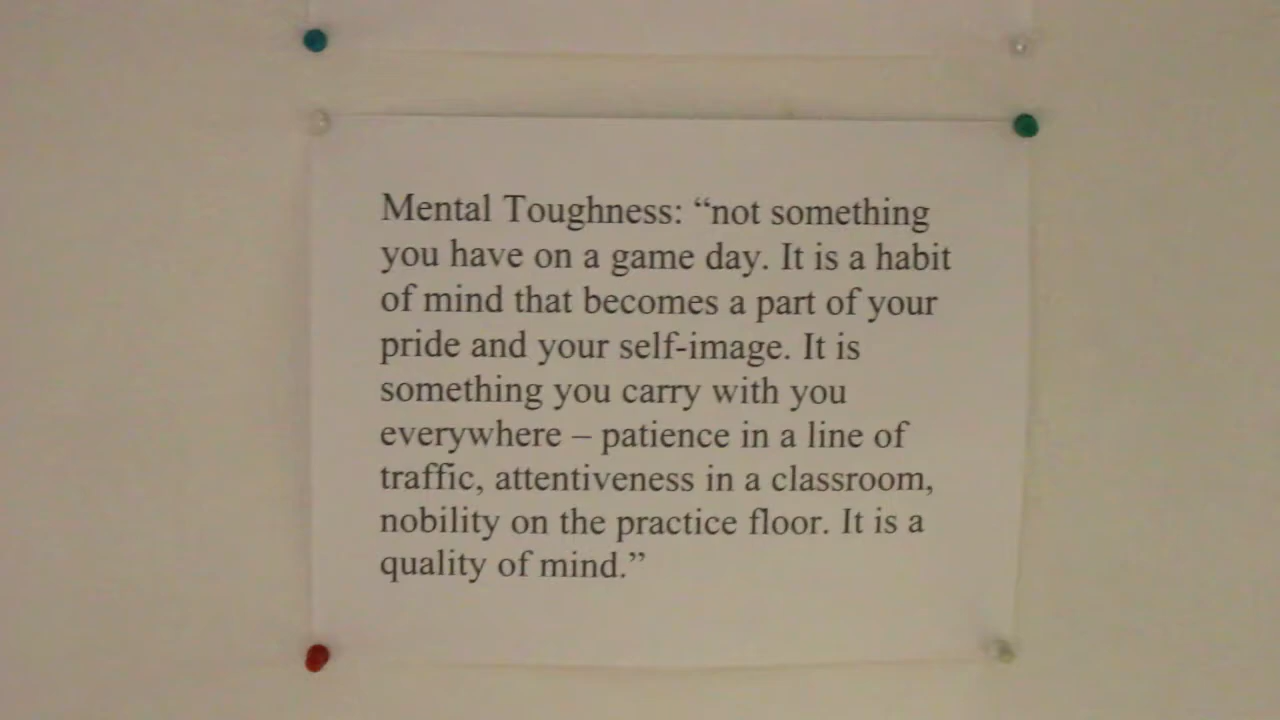 Mental Toughness: “not something
you have on a game day. It is a habit
of mind that becomes a part of your
pride and your self-image. It is
something you carry with you
everywhere – patience in a line of
traffic, attentiveness in a classroom,
nobility on the practice floor. It is a
quality of mind.”